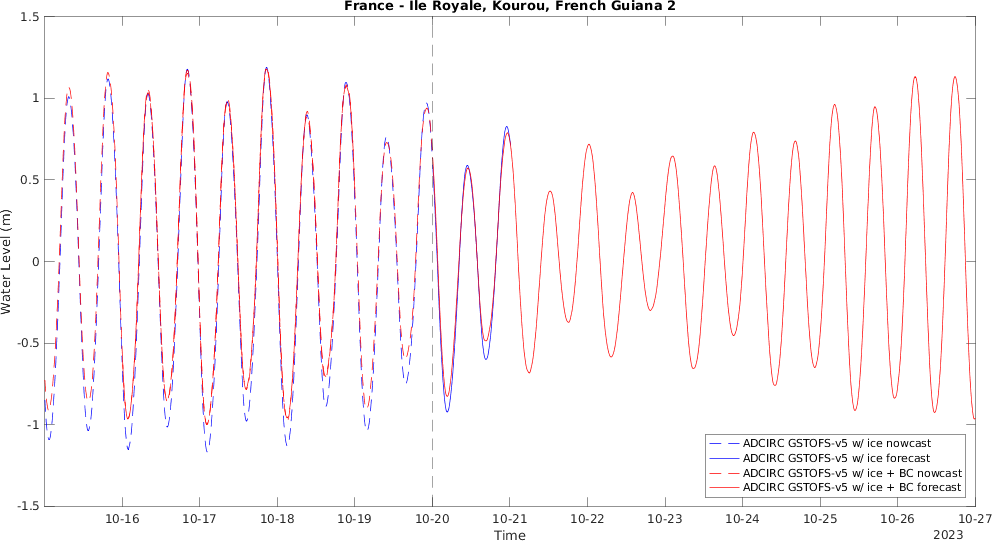 France - Ile Royale, Kourou, French Guiana 2
1.5
1
0.5
0
-0.5
-1
-1.5
Water Level (m)
ADCIRC GSTOFS-v5 w/ ice nowcast
ADCIRC GSTOFS-v5 w/ ice forecast
ADCIRC GSTOFS-v5 w/ ice + BC nowcast
ADCIRC GSTOFS-v5 w/ ice + BC forecast
10-16 10-17 10-18 10-19 10-20 10-21 10-22 10-23 10-24 10-25 10-26 10-27
Time
2023